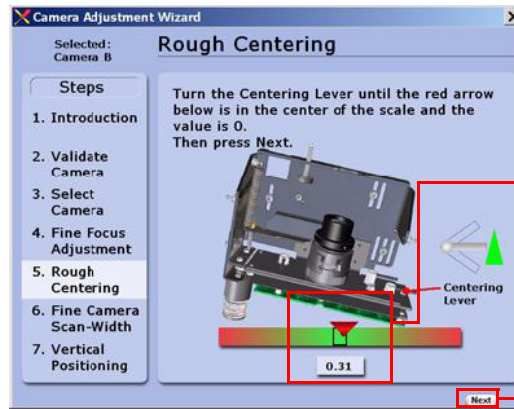 Camera Adjustment Wizard
X
Selected:
Camera B
Rough Centering
Steps
1. Introduction
2. Validate
Camera
3. Select
Camera
4. Fine Focus
Adjustment
5. Rough
Centering
6. Fine Camera
Scan-Width
7. Vertical
Positioning
Turn the Centering Lever until the red arrow
below is in the center of the scale and the
value is 0.
Then press Next.
Centering
Lever
0.31
Next